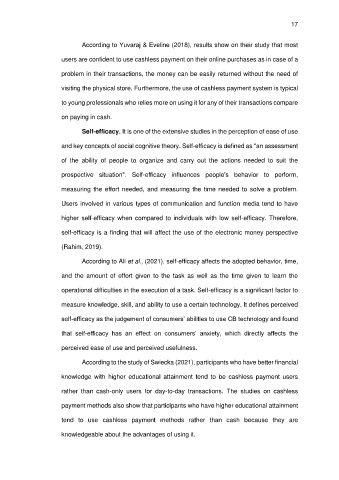 17
According to Yuvaraj & Eveline (2018), results show on their study that most
users are confident to use cashless payment on their online purchases as in case of a
problem in their transactions, the money can be easily returned without the need of
visiting the physical store. Furthermore, the use of cashless payment system is typical
to young professionals who relies more on using it for any of their transactions compare
on paying in cash.
Self-efficacy. It is one of the extensive studies in the perception of ease of use
and key concepts of social cognitive theory. Self-efficacy is defined as "an assessment
of the ability of people to organize and carry out the actions needed to suit the
prospective situation". Self-efficacy influences people's behavior to perform,
measuring the effort needed, and measuring the time needed to solve a problem.
Users involved in various types of communication and function media tend to have
higher self-efficacy when compared to individuals with low self-efficacy. Therefore,
self-efficacy is a finding that will affect the use of the electronic money perspective
(Rahim, 2019).
According to Ali et al., (2021), self-efficacy affects the adopted behavior, time,
and the amount of effort given to the task as well as the time given to learn the
operational difficulties in the execution of a task. Self-efficacy is a significant factor to
measure knowledge, skill, and ability to use a certain technology. It defines perceived
self-efficacy as the judgement of consumers' abilities to use CB technology and found
that self-efficacy has an effect on consumers' anxiety, which directly affects the
perceived ease of use and perceived usefulness.
According to the study of Swiecka (2021), participants who have better financial
knowledge with higher educational attainment tend to be cashless payment users
rather than cash-only users for day-to-day transactions. The studies on cashless
payment methods also show that participants who have higher educational attainment
tend to use cashless payment methods rather than cash because they are
knowledgeable about the advantages of using it.